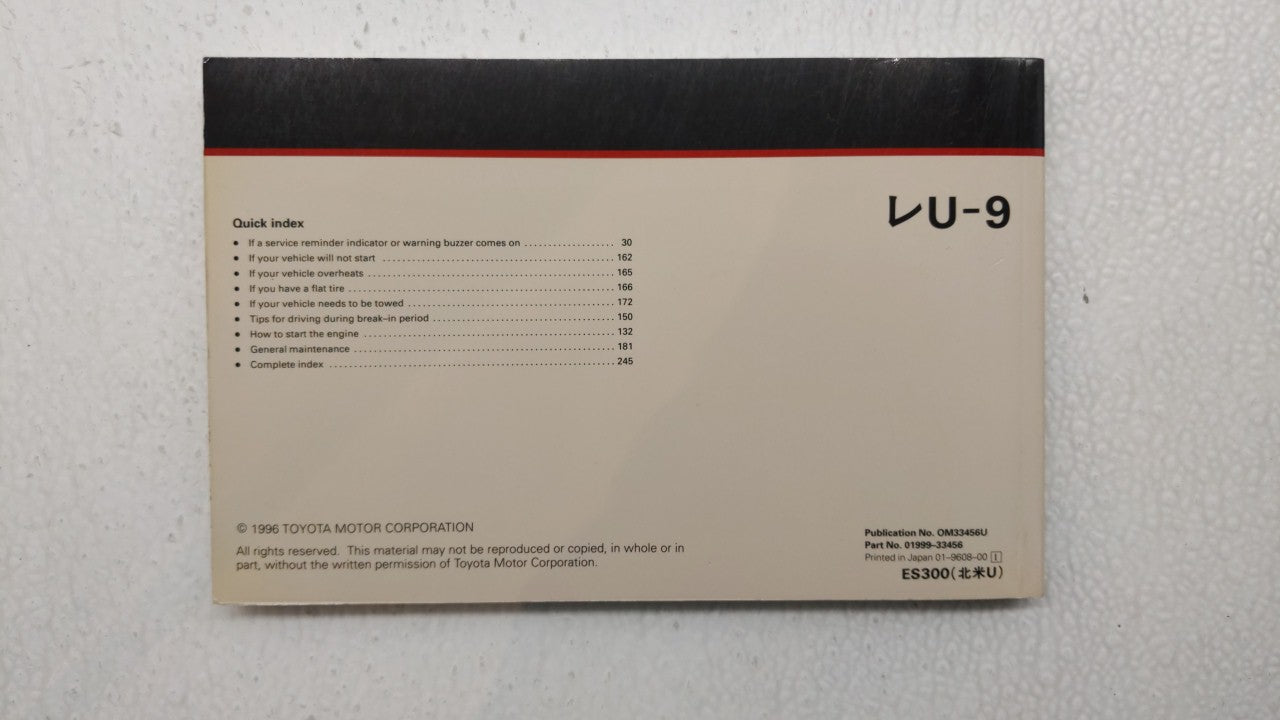 レU-9
Quick index
• If a service reminder indicator or warning buzzer comes on .................... 30
• If your vehicle will not start .................... 162
• If your vehicle overheats .................... 165
• If you have a flat tire .................... 166
• If your vehicle needs to be towed .................... 172
• Tips for driving during break–in period .................... 150
• How to start the engine .................... 132
• General maintenance .................... 181
• Complete index .................... 245
© 1996 TOYOTA MOTOR CORPORATION
All rights reserved. This material may not be reproduced or copied, in whole or in
part, without the written permission of Toyota Motor Corporation.
Publication No. OM33456U
Part No. 01999–33456
Printed in Japan 01–9608–00 I
ES300(北米U)